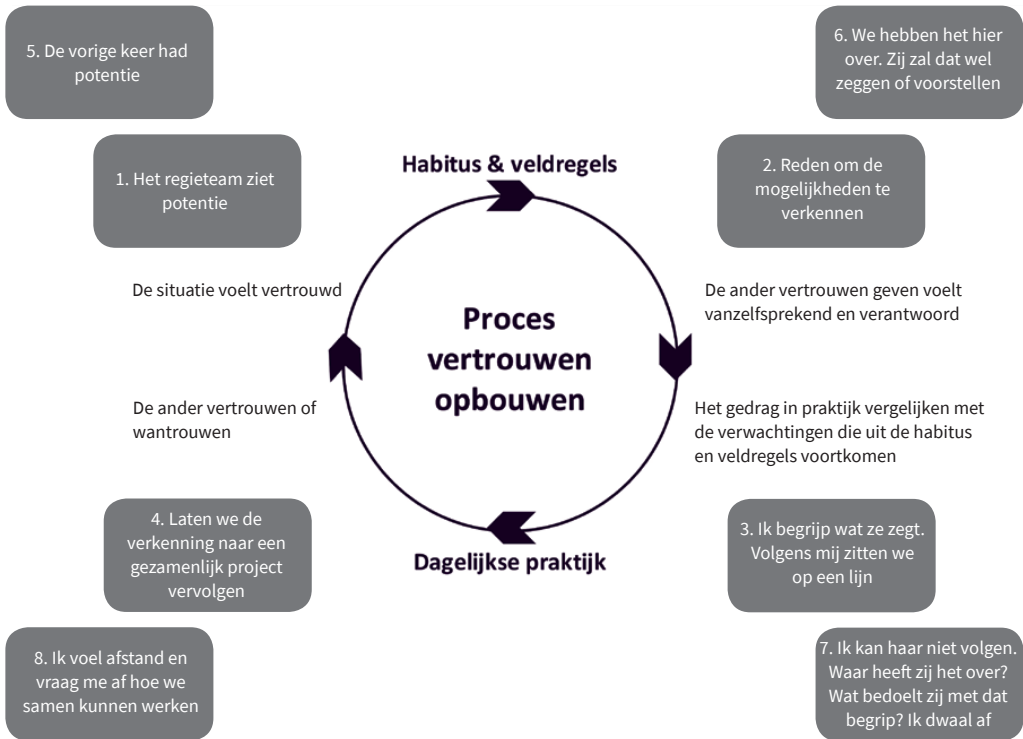 5. De vorige keer had
potentie
6. We hebben het hier
over. Zij zal dat wel
zeggen of voorstellen
1. Het regieteam ziet
potentie
Habitus & veldregels
2. Reden om de
mogelijkheden te
verkennen
De situatie voelt vertrouwd
De ander vertrouwen geven voelt
vanzelfsprekend en verantwoord
Proces
vertrouwen
opbouwen
De ander vertrouwen of
wantrouwen
Het gedrag in praktijk vergelijken met
de verwachtingen die uit de habitus
en veldregels voortkomen
4. Laten we de
verkenning naar een
gezamenlijk project
vervolgen
Dagelijkse praktijk
3. Ik begrijp wat ze zegt.
Volgens mij zitten we
op een lijn
8. Ik voel afstand en
vraag me af hoe we
samen kunnen werken
7. Ik kan haar niet volgen.
Waar heeft zij het over?
Wat bedoelt zij met dat
begrip? Ik dwaal af